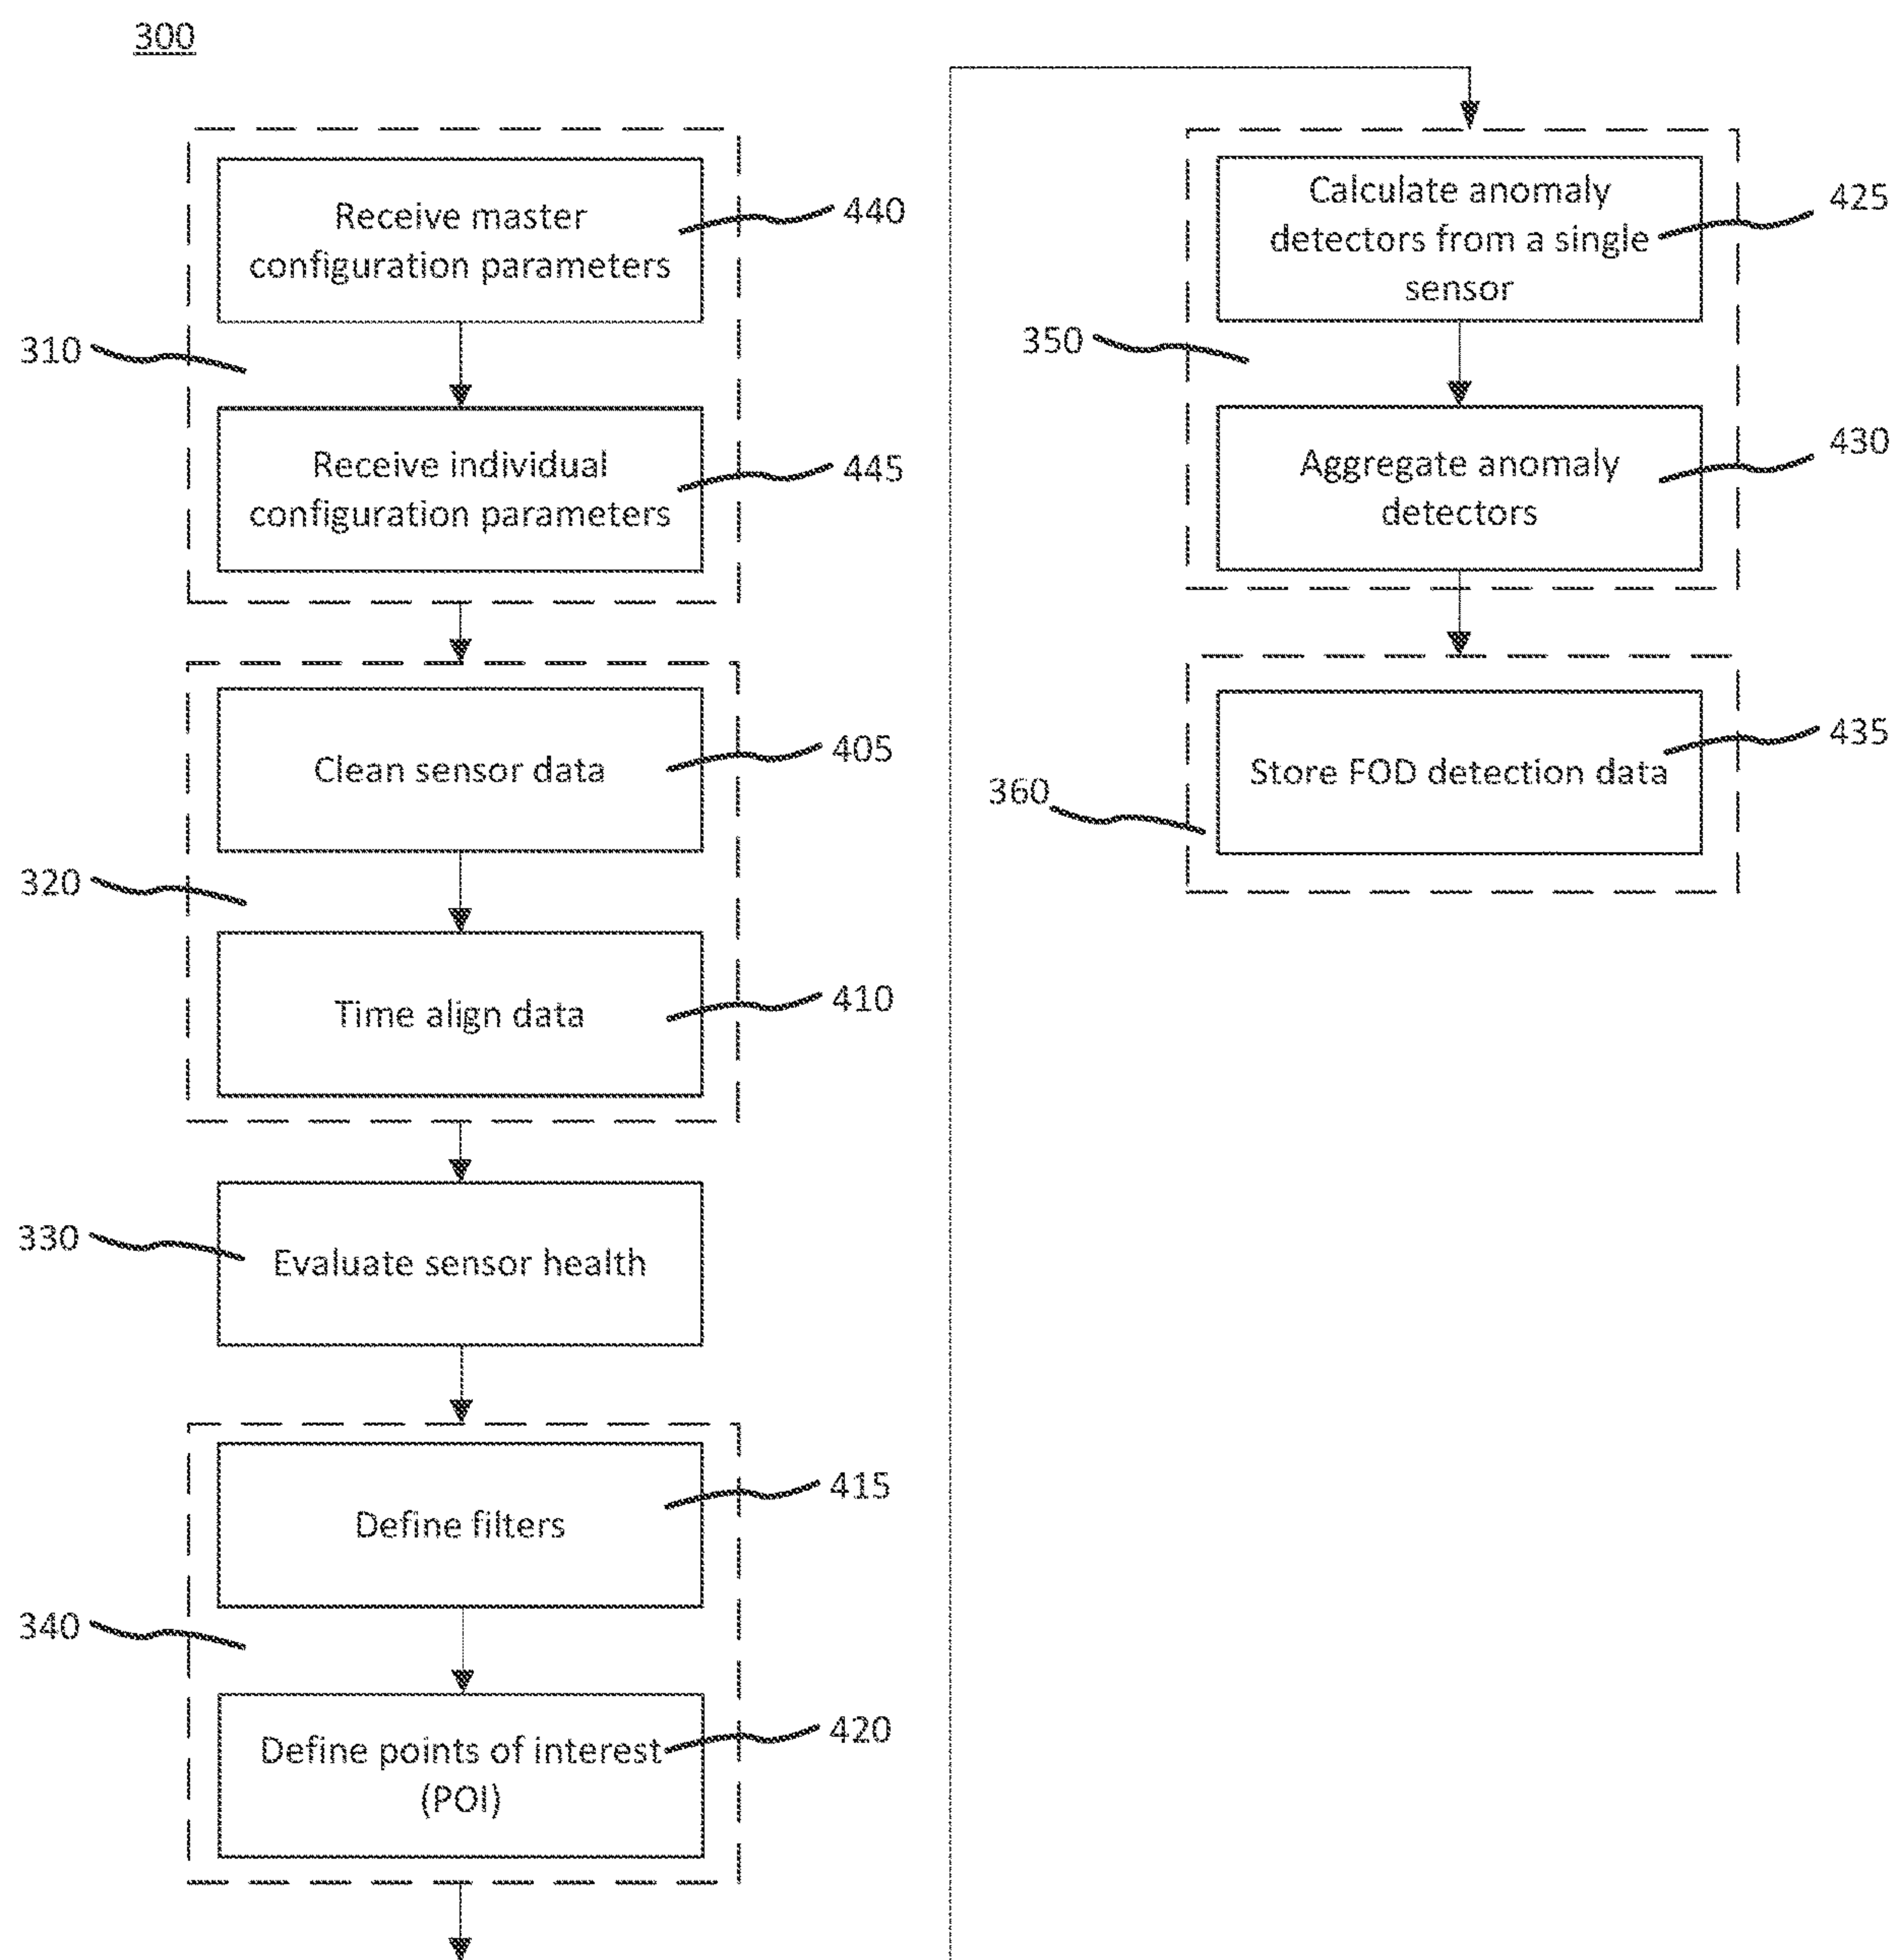 300
Receive master
configuration parameters
440
310
Receive individual
configuration parameters
445
Clean sensor data
405
320
Time align data
410
330
Evaluate sensor health
Define filters
415
340
Define points of interest
(POI)
420
Calculate anomaly
detectors from a single
sensor
425
350
Aggregate anomaly
detectors
430
Store FOD detection data
435
360